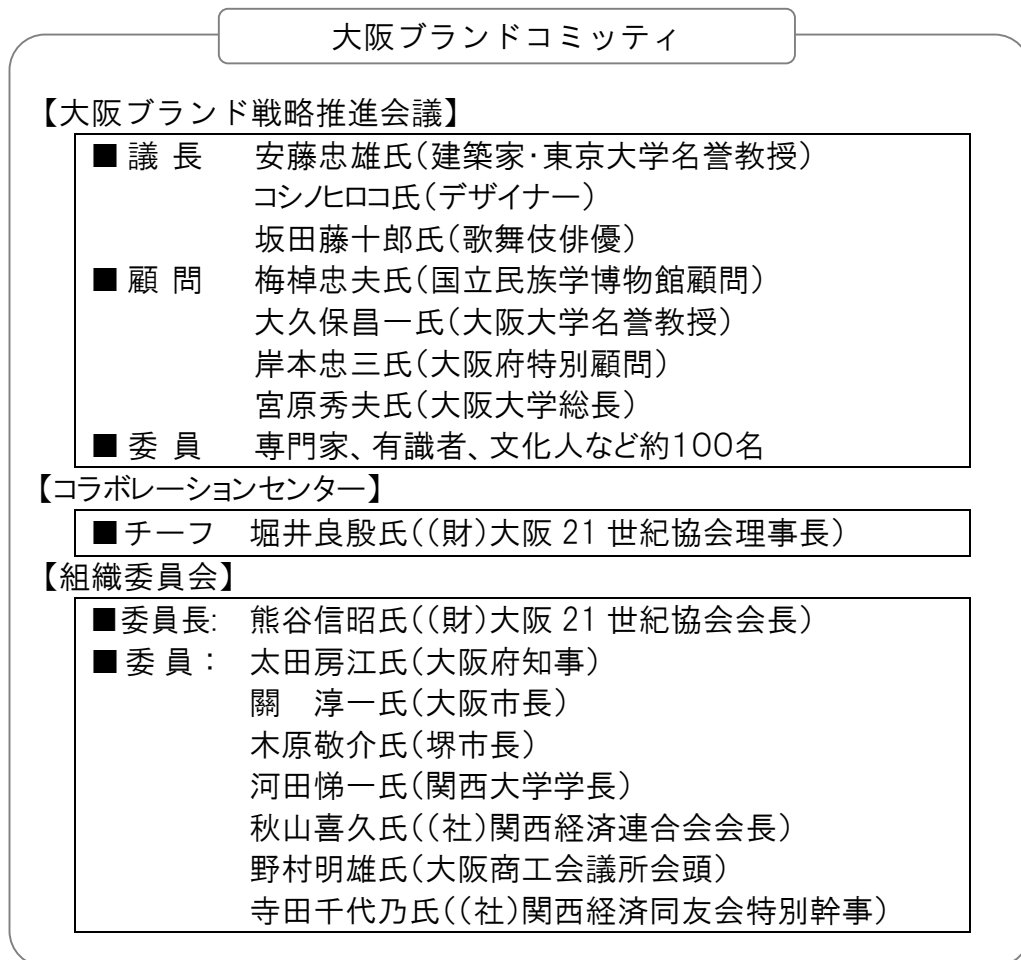 大阪ブランドコミッティ
【大阪ブランド戦略推進会議】
■ 議 長 安藤忠雄氏（建築家・東京大学名誉教授）
コシノヒロコ氏（デザイナー）
坂田藤十郎氏（歌舞伎俳優）
■ 顧 問 梅棹忠夫氏（国立民族学博物館顧問）
大久保昌一氏（大阪大学名誉教授）
岸本忠三氏（大阪府特別顧問）
宮原秀夫氏（大阪大学総長）
■ 委 員 専門家、有識者、文化人など約１００名
【コラボレーションセンター】
■チーフ 堀井良殷氏（（財）大阪 21 世紀協会理事長）
【組織委員会】
■委員長: 熊谷信昭氏（（財）大阪 21 世紀協会会長）
■ 委 員 ： 太田房江氏（大阪府知事）
關　淳一氏（大阪市長）
木原敬介氏（堺市長）
河田悌一氏（関西大学学長）
秋山喜久氏（（社）関西経済連合会会長）
野村明雄氏（大阪商工会議所会頭）
寺田千代乃氏（（社）関西経済同友会特別幹事）